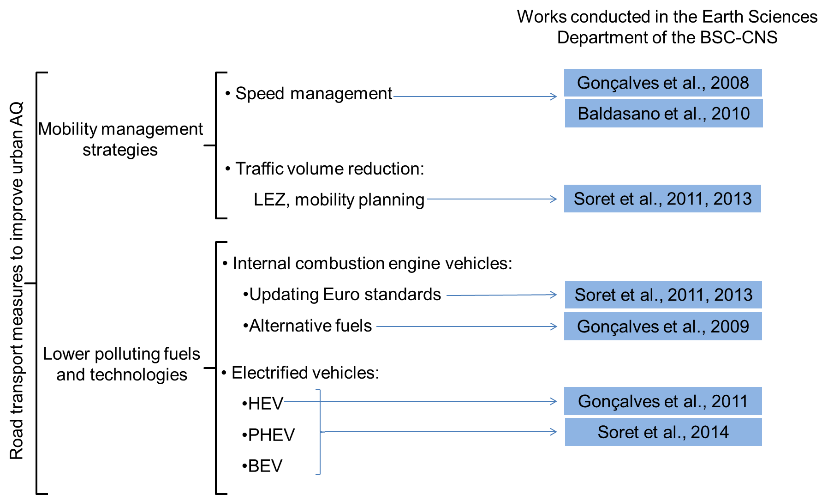 Works conducted in the Earth Sciences
Department of the BSC-CNS
Road transport measures to improve urban AQ
Mobility management
strategies
• Speed management
Gonçalves et al., 2008
Baldasano et al., 2010
• Traffic volume reduction:
LEZ, mobility planning
Soret et al., 2011, 2013
Lower polluting fuels
and technologies
• Internal combustion engine vehicles:
•Updating Euro standards
Soret et al., 2011, 2013
•Alternative fuels
Gonçalves et al., 2009
• Electrified vehicles:
•HEV
Gonçalves et al., 2011
•PHEV
Soret et al., 2014
•BEV